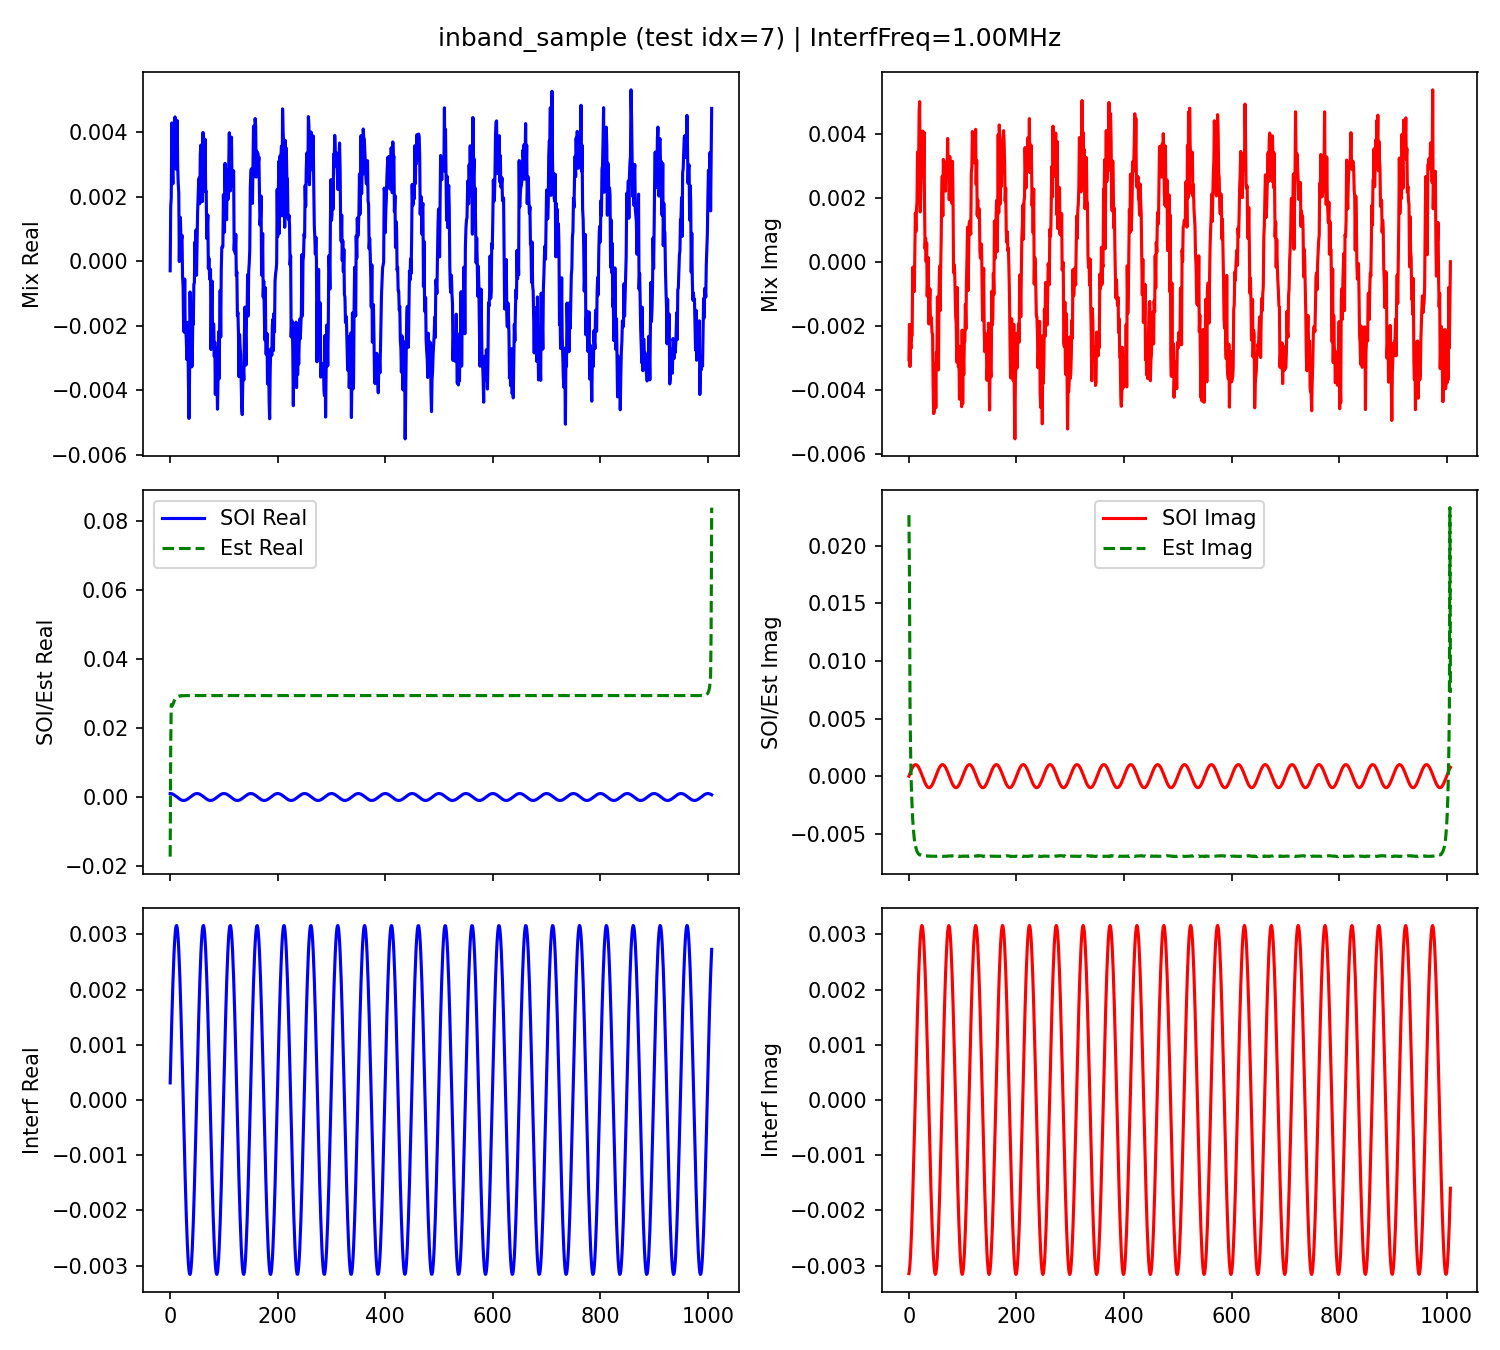 inband_sample (test idx=7) | InterfFreq=1.00MHz
0.004
0.002
0.000
−0.002
−0.004
−0.006
Mix Real
0.004
0.002
0.000
−0.002
−0.004
−0.006
Mix Imag
SOI Real
Est Real
0.08
0.06
0.04
0.02
0.00
−0.02
SOI/Est Real
SOI Imag
Est Imag
0.020
0.015
0.010
0.005
0.000
−0.005
SOI/Est Imag
0.003
0.002
0.001
0.000
−0.001
−0.002
−0.003
Interf Real
0 200 400 600 800 1000
0.003
0.002
0.001
0.000
−0.001
−0.002
−0.003
Interf Imag
0 200 400 600 800 1000